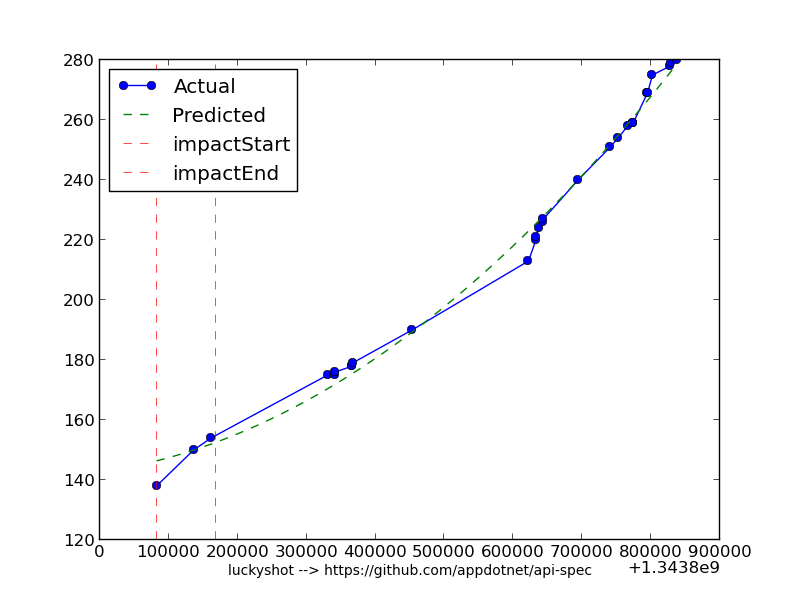 280
260
240
220
200
180
160
140
120
Actual
Predicted
impactStart
impactEnd
0 100000 200000 300000 400000 500000 600000 700000 800000 900000
+1.3438e9
luckyshot --> https://github.com/appdotnet/api-spec